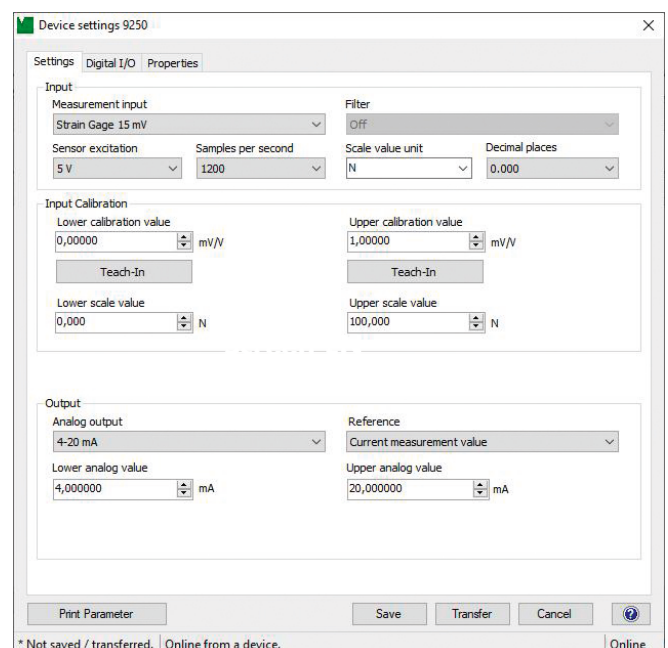 Device settings 9250
Settings Digital I/O Properties
Input
Measurement input Filter
Strain Gage 15 mV Off
Sensor excitation Samples per second Scale value unit Decimal places
5 V 1200 N 0.000
Input Calibration
Lower calibration value Upper calibration value
0,00000 mV/V 1,00000 mV/V
Teach-In Teach-In
Lower scale value Upper scale value
0,000 N 100,000 N
Output
Analog output Reference
4-20 mA Current measurement value
Lower analog value Upper analog value
4,000000 mA 20,000000 mA
Print Parameter Save Transfer Cancel ?
* Not saved / transferred. Online from a device. Online